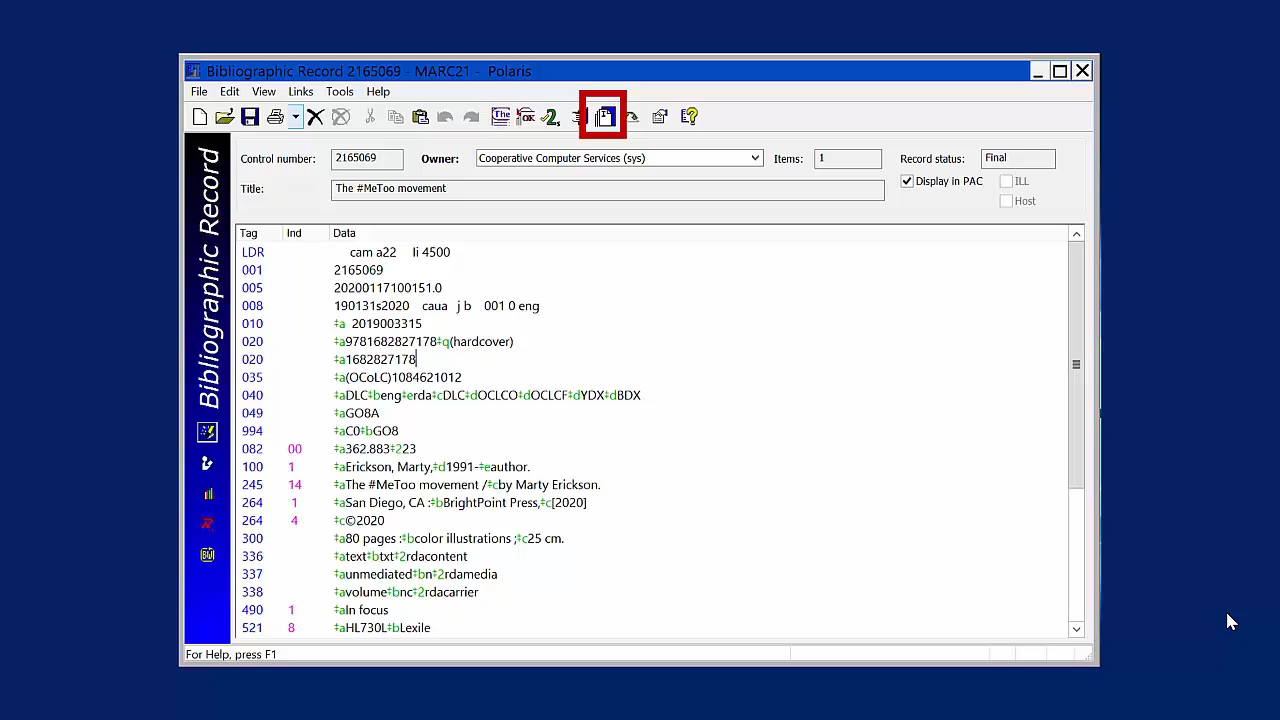 Bibliographic Record 2165069 - MARC21 - Polaris
File Edit View Links Tools Help
Bibliographic Record
Control number: 2165069 Owner: Cooperative Computer Services (sys) Items: 1 Record status: Final
Display in PAC ILL
Title: The #MeToo movement
Host
Tag Ind Data
LDR cam a22 Ii 4500
001 2165069
005 20200117100151.0
008 190131s2020 caua j b 001 0 eng
010 ‡a 2019003315
020 ‡a9781682827178‡q(hardcover)
020 ‡a1682827178
035 ‡a(OCoLC)1084621012
040 ‡aDLC‡beng‡erda‡cDLC‡dOCLCO‡dOCLCF‡dYDX‡dBDX
049 ‡aGO8A
994 ‡aC0‡bGO8
082 00 ‡a362.883‡223
100 1 ‡aErickson, Marty,‡d1991-‡eauthor.
245 14 ‡aThe #MeToo movement /‡cby Marty Erickson.
264 1 ‡aSan Diego, CA :‡bBrightPoint Press,‡c[2020]
264 4 ‡c©2020
300 ‡a80 pages :‡bcolor illustrations ;‡c25 cm.
336 ‡atext‡btxt‡2rdacontent
337 ‡aunmediated‡bn‡2rdamedia
338 ‡avolume‡bnc‡2rdacarrier
490 1 ‡aIn focus
521 8 ‡aHL730L‡bLexile
For Help, press F1